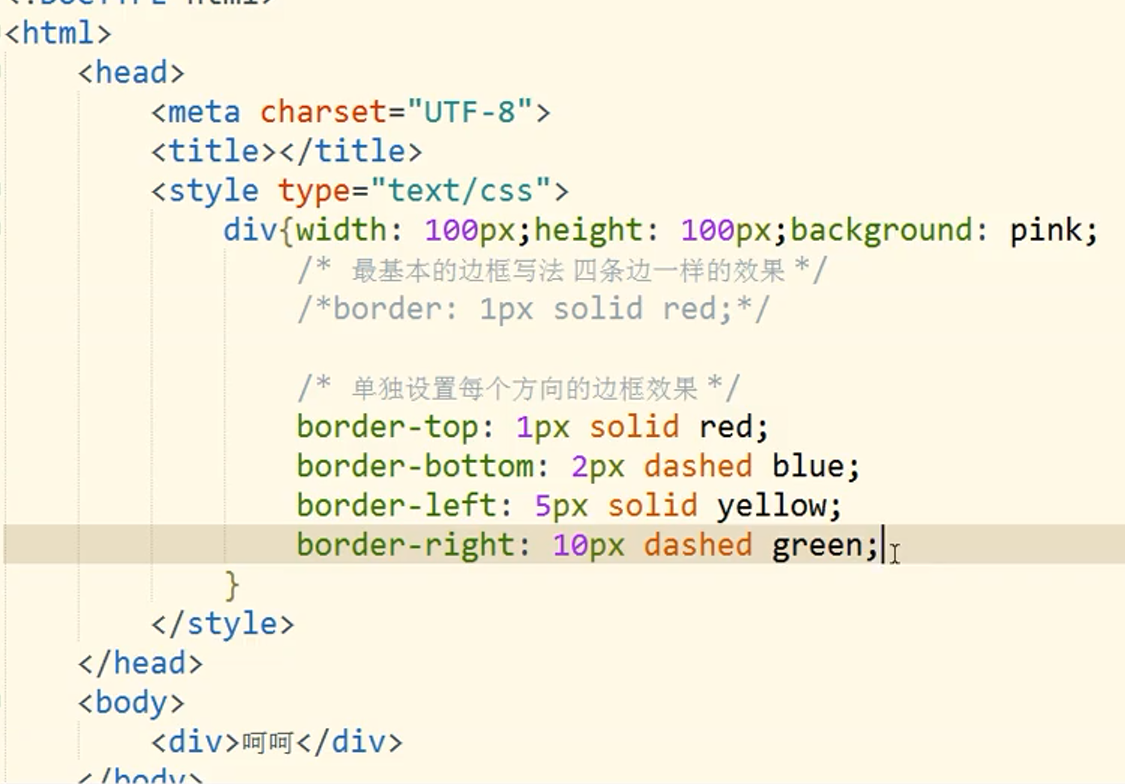 <!DOCTYPE html>
<html>
<head>
<meta charset="UTF-8">
<title></title>
<style type="text/css">
div{width: 100px;height: 100px;background: pink;
/* 最基本的边框写法 四条边一样的效果 */
/*border: 1px solid red;*/
/* 单独设置每个方向的边框效果 */
border-top: 1px solid red;
border-bottom: 2px dashed blue;
border-left: 5px solid yellow;
border-right: 10px dashed green;
}
</style>
</head>
<body>
<div>呵呵</div>
</body>